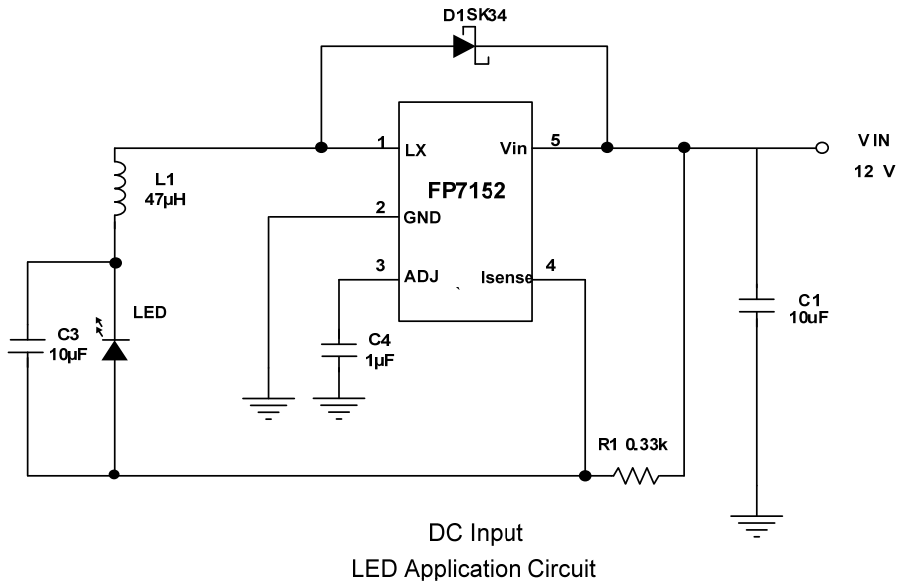 D1SK34
1
LX
Vin
5
V IN
12 V
L1
47µH
FP7152
2
GND
3
ADJ
Isense
4
LED
C3
10µF
C4
1µF
C1
10uF
R1 0.33k
DC Input
LED Application Circuit